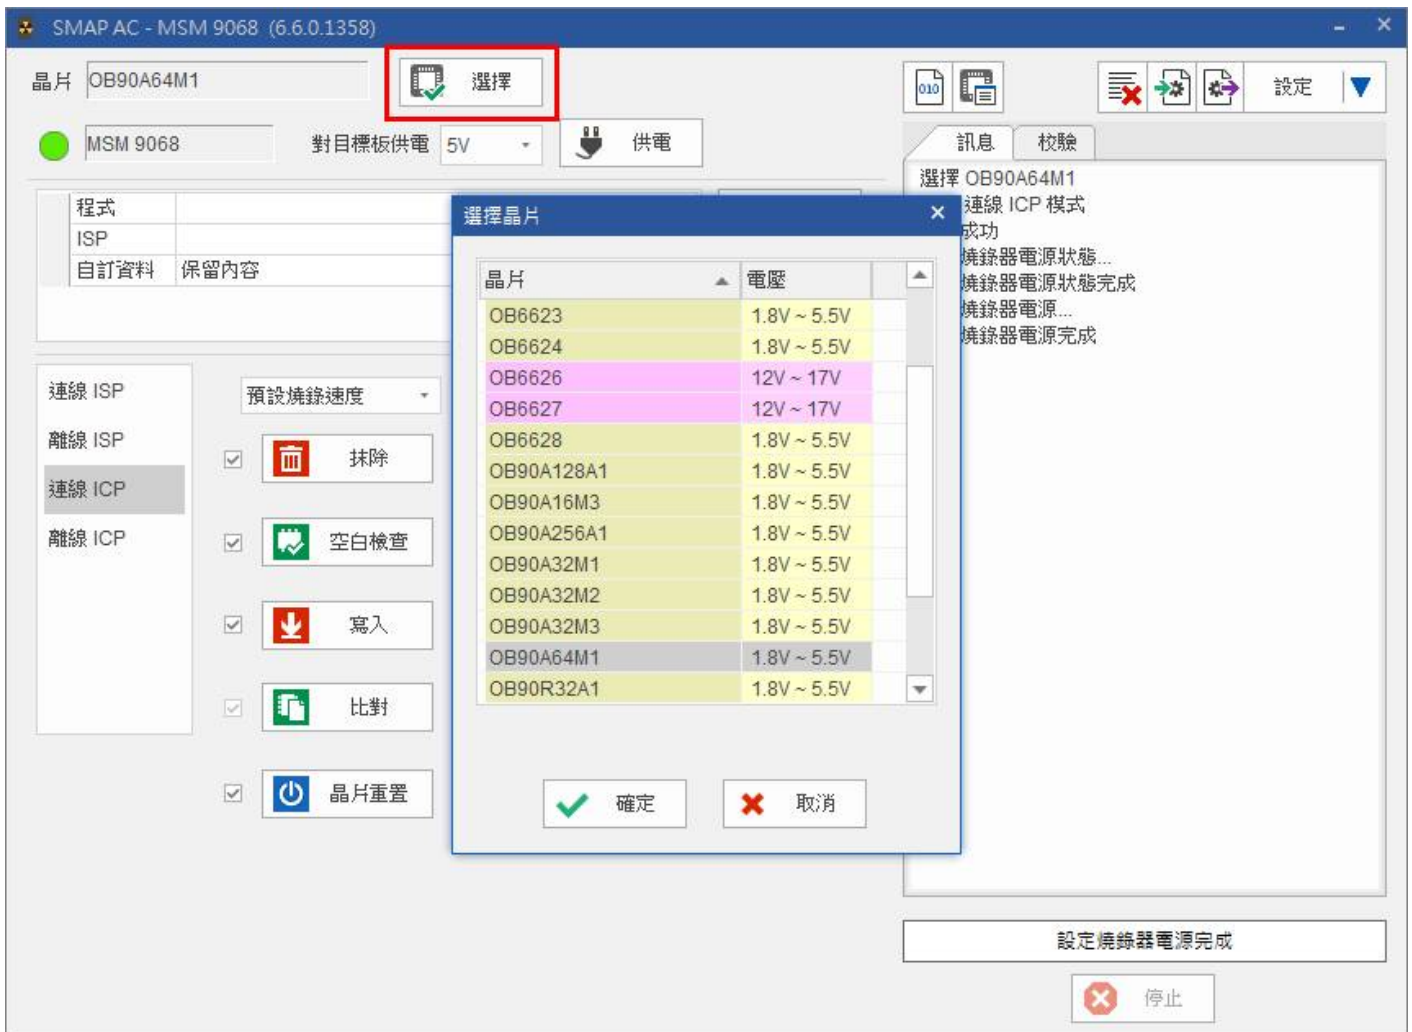 SMAP AC - MSM 9068 (6.6.0.1358)
晶片 OB90A64M1 選擇
設定
MSM 9068 對目標板供電 5V 供電
程式
ISP
自訂資料 保留內容
連線 ISP
離線 ISP
連線 ICP
離線 ICP
預設燒錄速度
抹除
空白檢查
寫入
比對
晶片重置
選擇晶片
晶片 電壓
OB6623 1.8V ~ 5.5V
OB6624 1.8V ~ 5.5V
OB6626 12V ~ 17V
OB6627 12V ~ 17V
OB6628 1.8V ~ 5.5V
OB90A128A1 1.8V ~ 5.5V
OB90A16M3 1.8V ~ 5.5V
OB90A256A1 1.8V ~ 5.5V
OB90A32M1 1.8V ~ 5.5V
OB90A32M2 1.8V ~ 5.5V
OB90A32M3 1.8V ~ 5.5V
OB90A64M1 1.8V ~ 5.5V
OB90R32A1 1.8V ~ 5.5V
確定 取消
010
訊息 校驗
選擇 OB90A64M1
連線 ICP 模式
成功
燒錄器電源狀態...
燒錄器電源狀態完成
燒錄器電源...
燒錄器電源完成
設定燒錄器電源完成
停止